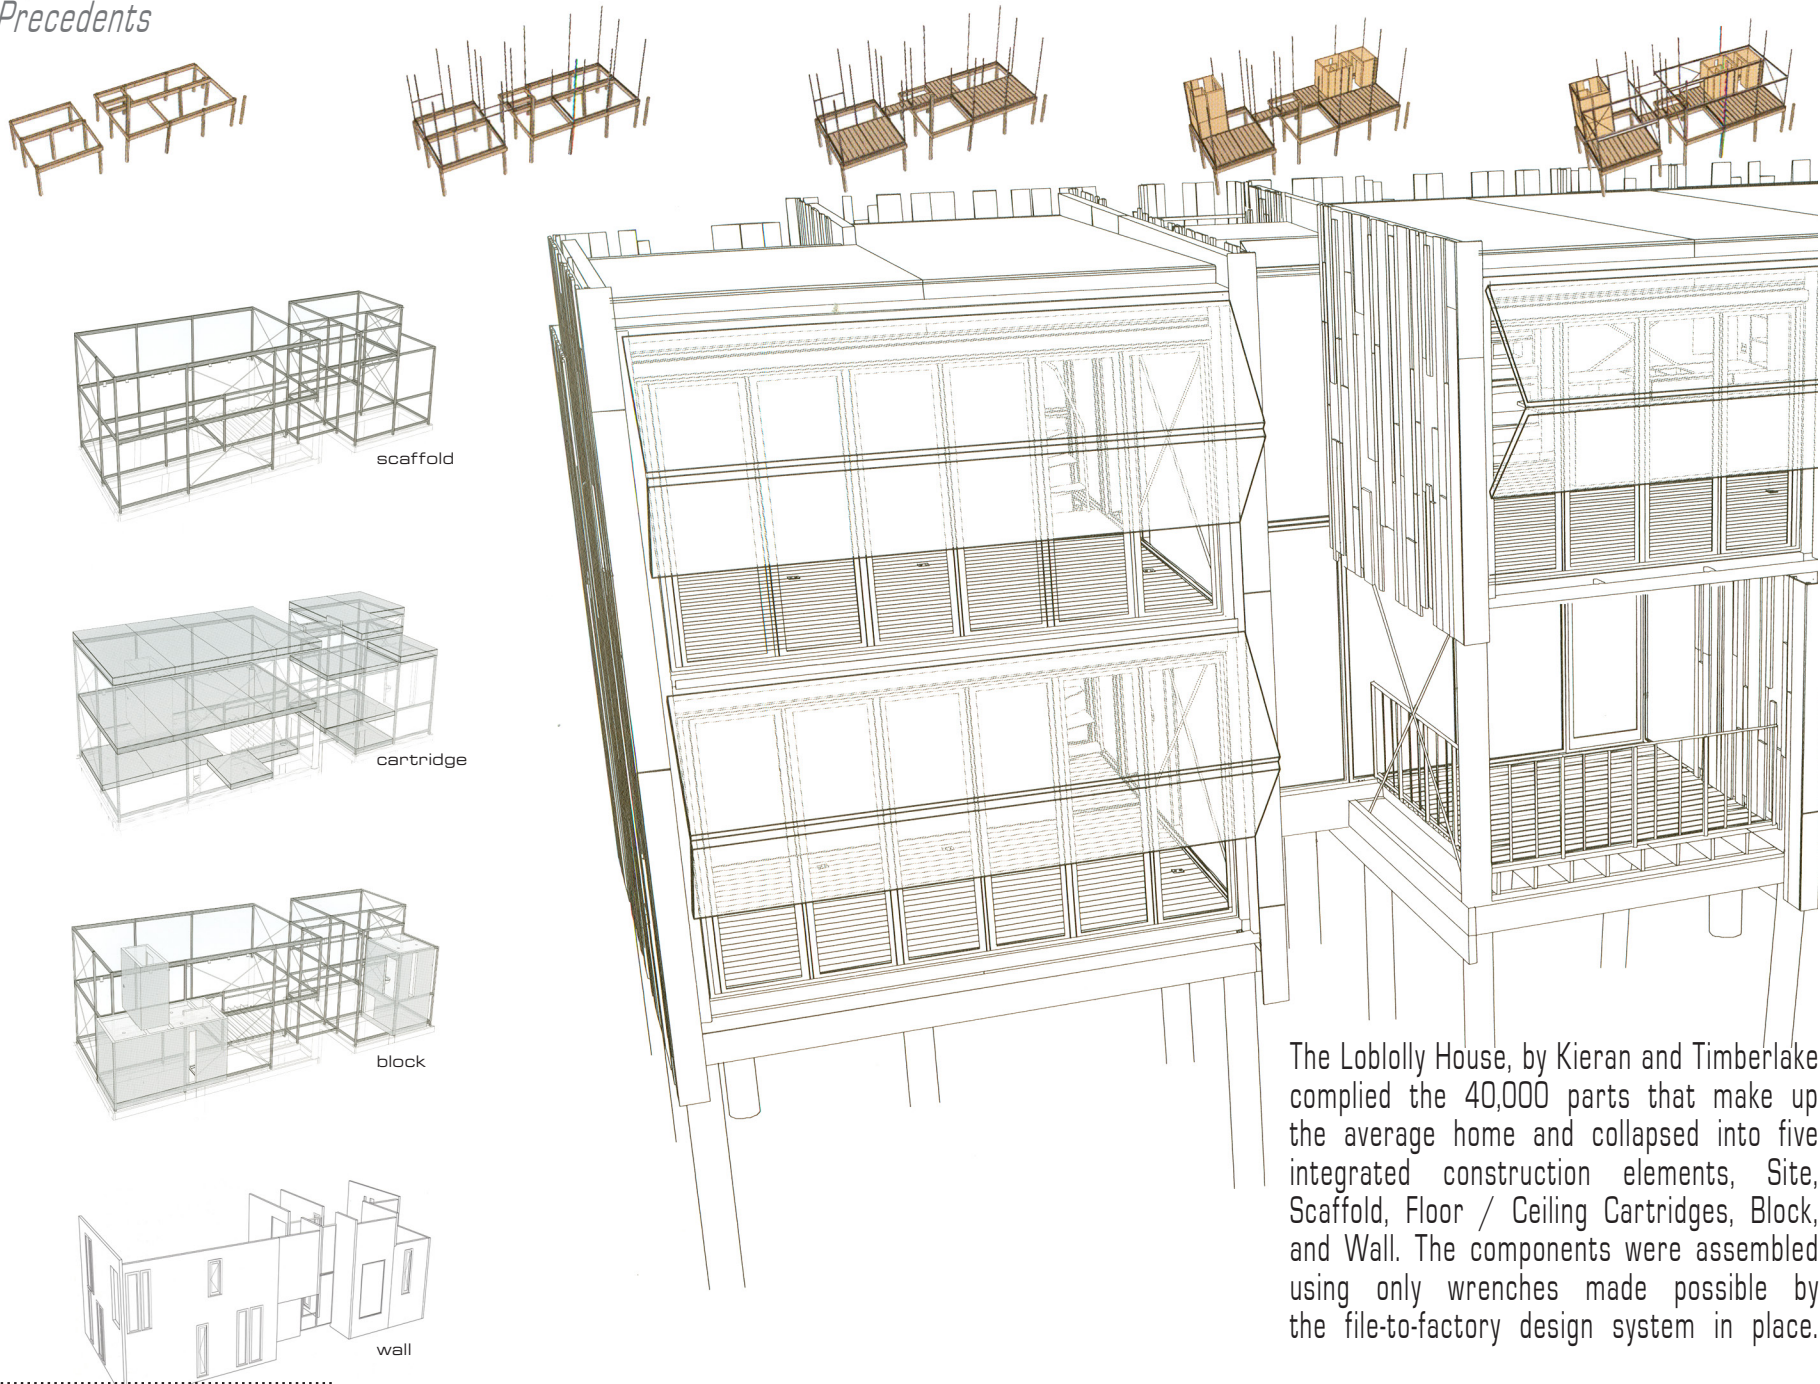 Precedents
scaffold
cartridge
block
wall
The Loblolly House, by Kieran and Timberlake
complied the 40,000 parts that make up
the average home and collapsed into five
integrated construction elements, Site,
Scaffold, Floor / Ceiling Cartridges, Block,
and Wall. The components were assembled
using only wrenches made possible by
the file-to-factory design system in place.